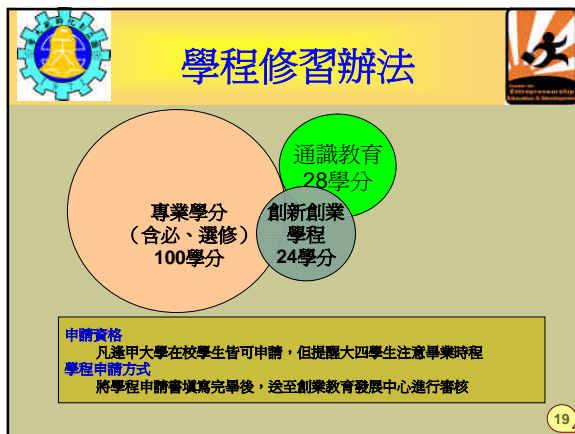 學程修習辦法
Center for
Entrepreneurship
Education & Development
通識教育
28學分
專業學分
（含必、選修）
100學分
創新創業
學程
24學分
申請資格
凡逢甲大學在校學生皆可申請，但提醒大四學生注意畢業時程
學程申請方式
將學程申請書填寫完畢後，送至創業教育發展中心進行審核
19